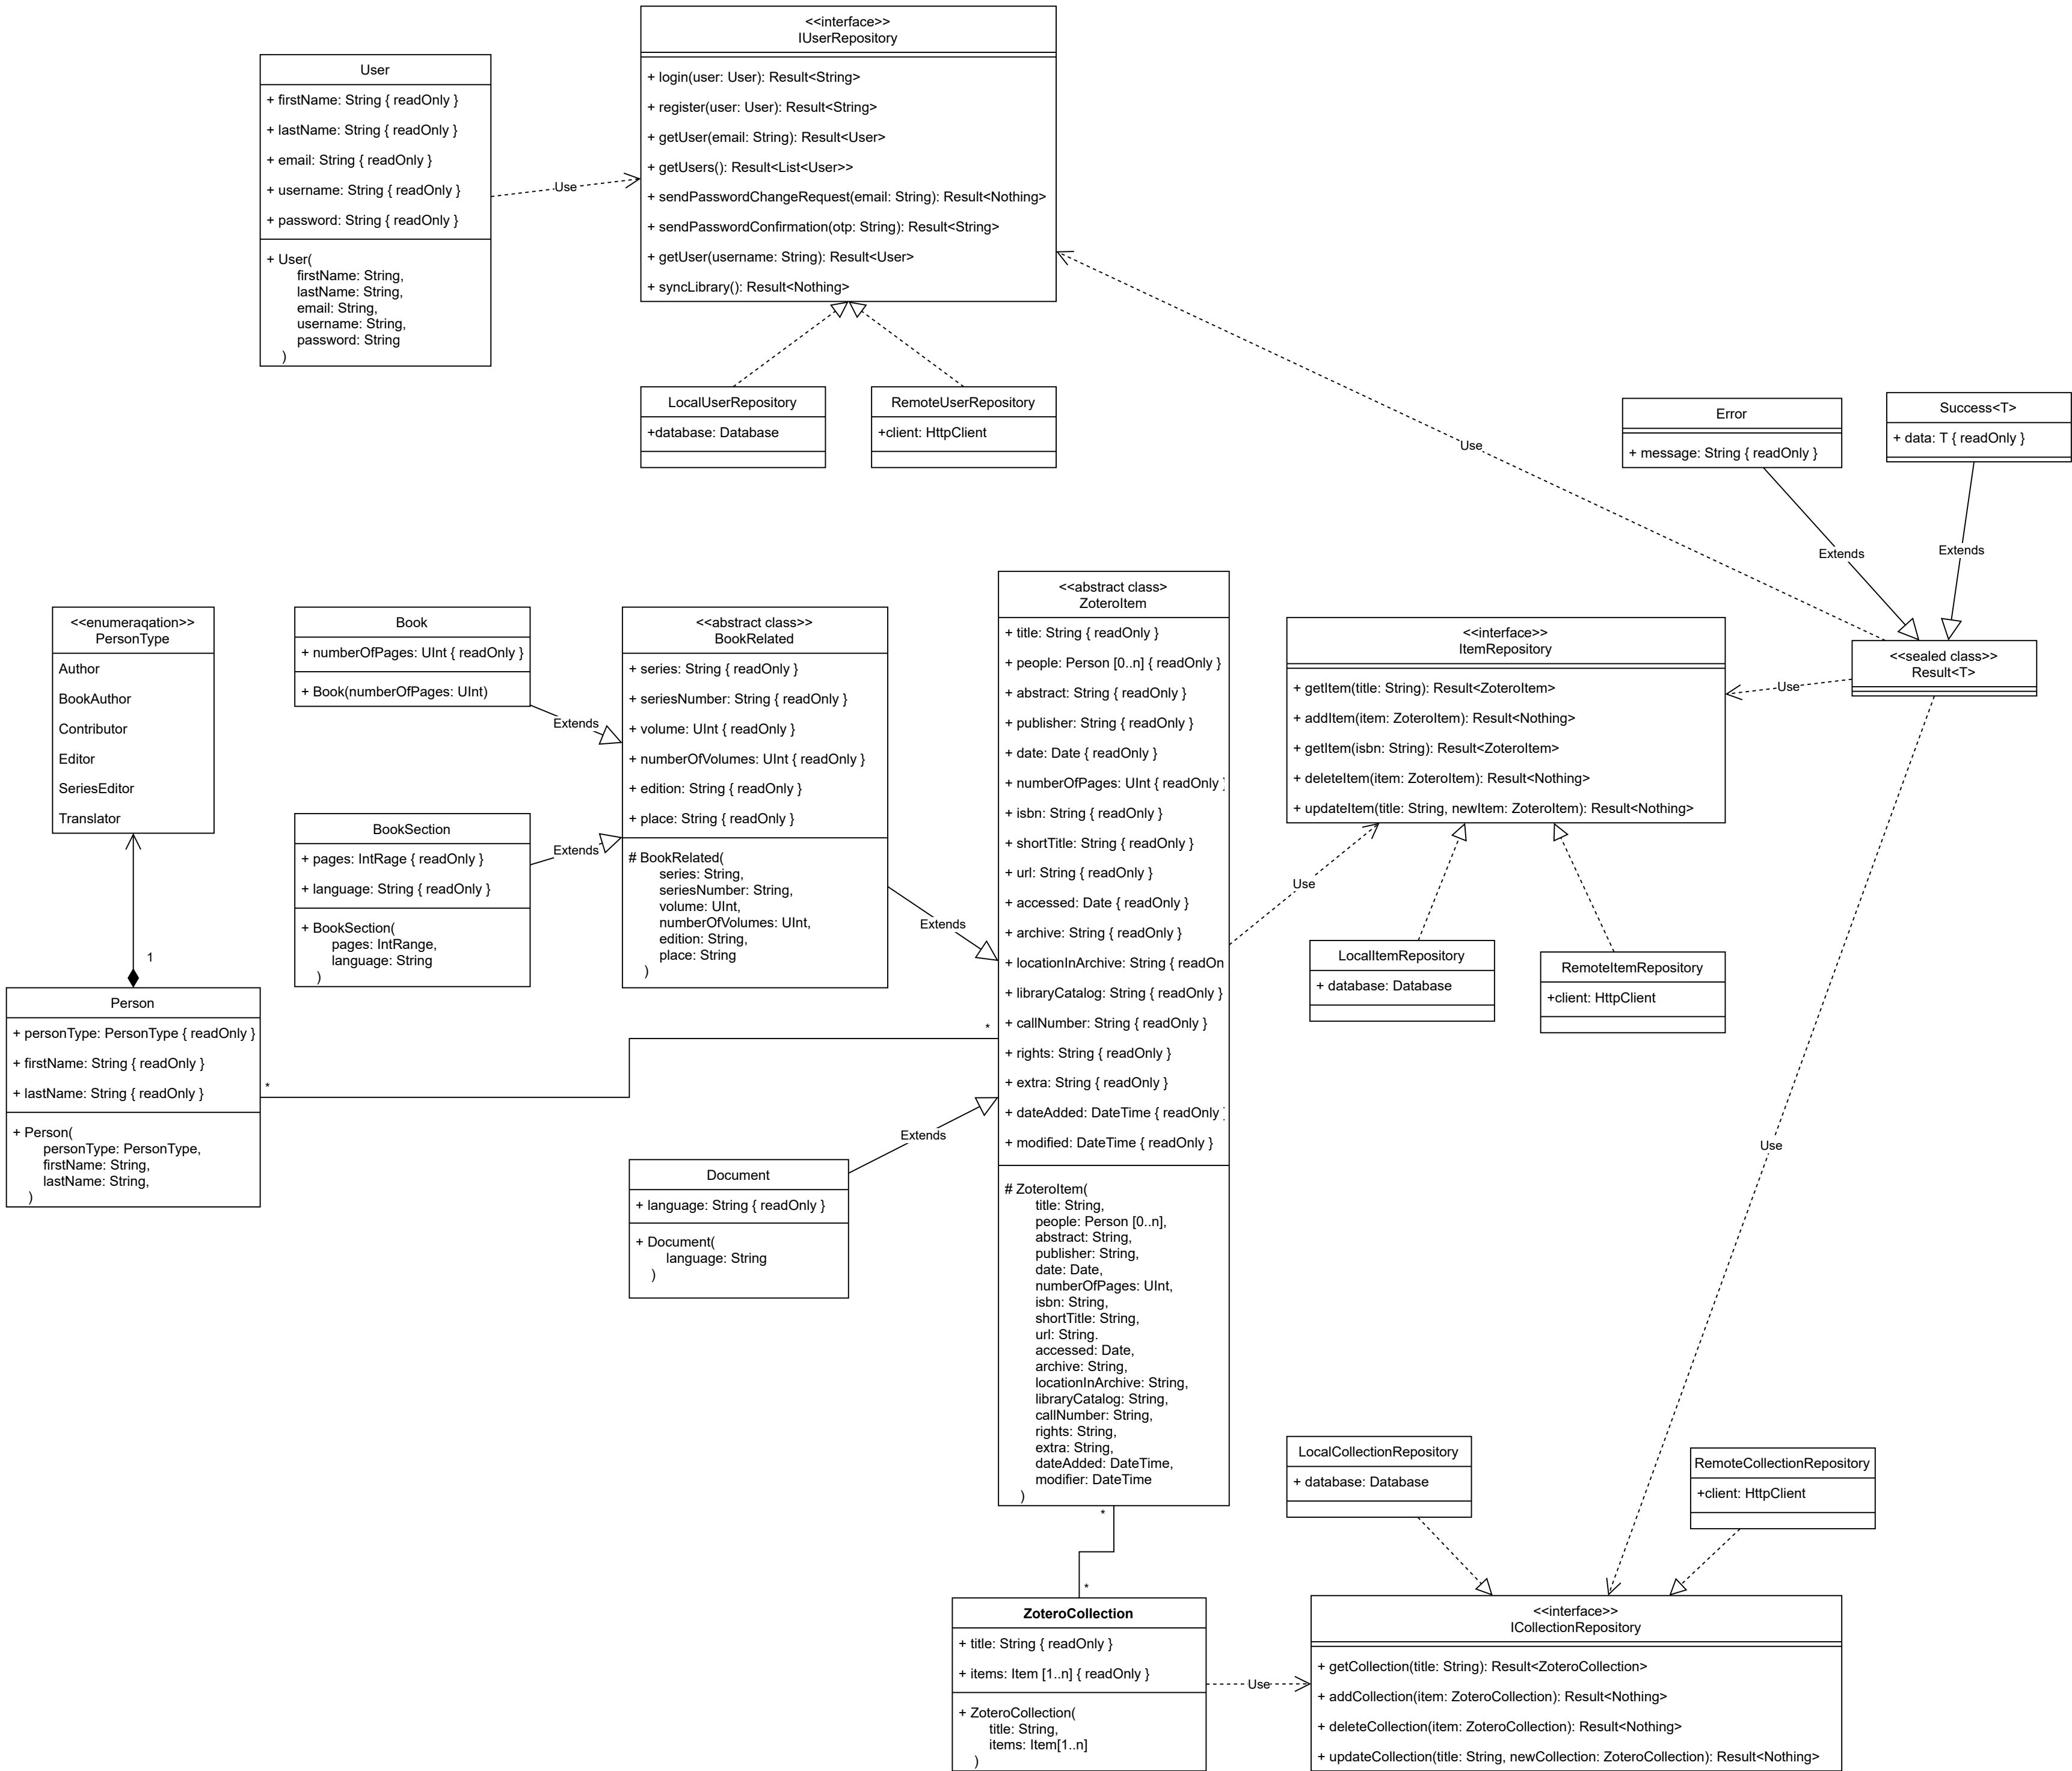 <<interface>>
IUserRepository
+ login(user: User): Result<String>
+ register(user: User): Result<String>
+ getUser(email: String): Result<User>
+ getUsers(): Result<List<User>>
+ sendPasswordChangeRequest(email: String): Result<Nothing>
+ sendPasswordConfirmation(otp: String): Result<String>
+ getUser(username: String): Result<User>
+ syncLibrary(): Result<Nothing>
User
+ firstName: String { readOnly }
+ lastName: String { readOnly }
+ email: String { readOnly }
+ username: String { readOnly }
+ password: String { readOnly }
+ User(
firstName: String,
lastName: String,
email: String,
username: String,
password: String
)
Use
LocalUserRepository
+database: Database
RemoteUserRepository
+client: HttpClient
Use
Error
+ message: String { readOnly }
Success<T>
+ data: T { readOnly }
Extends
Extends
<<sealed class>>
Result<T>
<<enumeraqation>>
PersonType
Author
BookAuthor
Contributor
Editor
SeriesEditor
Translator
1
Person
+ personType: PersonType { readOnly }
+ firstName: String { readOnly }
+ lastName: String { readOnly }
+ Person(
personType: PersonType,
firstName: String,
lastName: String,
)
*
Book
+ numberOfPages: UInt { readOnly }
+ Book(numberOfPages: UInt)
Extends
BookSection
+ pages: IntRage { readOnly }
+ language: String { readOnly }
+ BookSection(
pages: IntRange,
language: String
)
Extends
<<abstract class>>
BookRelated
+ series: String { readOnly }
+ seriesNumber: String { readOnly }
+ volume: UInt { readOnly }
+ numberOfVolumes: UInt { readOnly }
+ edition: String { readOnly }
+ place: String { readOnly }
# BookRelated(
series: String,
seriesNumber: String,
volume: UInt,
numberOfVolumes: UInt,
edition: String,
place: String
)
Extends
*
Document
+ language: String { readOnly }
+ Document(
language: String
)
Extends
<<abstract class>
ZoteroItem
+ title: String { readOnly }
+ people: Person [0..n] { readOnly }
+ abstract: String { readOnly }
+ publisher: String { readOnly }
+ date: Date { readOnly }
+ numberOfPages: UInt { readOnly }
+ isbn: String { readOnly }
+ shortTitle: String { readOnly }
+ url: String { readOnly }
+ accessed: Date { readOnly }
+ archive: String { readOnly }
+ locationInArchive: String { readOn
+ libraryCatalog: String { readOnly }
+ callNumber: String { readOnly }
+ rights: String { readOnly }
+ extra: String { readOnly }
+ dateAdded: DateTime { readOnly }
+ modified: DateTime { readOnly }
# ZoteroItem(
title: String,
people: Person [0..n],
abstract: String,
publisher: String,
date: Date,
numberOfPages: UInt,
isbn: String,
shortTitle: String,
url: String.
accessed: Date,
archive: String,
locationInArchive: String,
libraryCatalog: String,
callNumber: String,
rights: String,
extra: String,
dateAdded: DateTime,
modifier: DateTime
)
*
*
<<interface>>
ItemRepository
+ getItem(title: String): Result<ZoteroItem>
+ addItem(item: ZoteroItem): Result<Nothing>
+ getItem(isbn: String): Result<ZoteroItem>
+ deleteItem(item: ZoteroItem): Result<Nothing>
+ updateItem(title: String, newItem: ZoteroItem): Result<Nothing>
Use
Use
LocalItemRepository
+ database: Database
RemoteItemRepository
+client: HttpClient
Use
LocalCollectionRepository
+ database: Database
RemoteCollectionRepository
+client: HttpClient
ZoteroCollection
+ title: String { readOnly }
+ items: Item [1..n] { readOnly }
+ ZoteroCollection(
title: String,
items: Item[1..n]
)
Use
<<interface>>
ICollectionRepository
+ getCollection(title: String): Result<ZoteroCollection>
+ addCollection(item: ZoteroCollection): Result<Nothing>
+ deleteCollection(item: ZoteroCollection): Result<Nothing>
+ updateCollection(title: String, newCollection: ZoteroCollection): Result<Nothing>